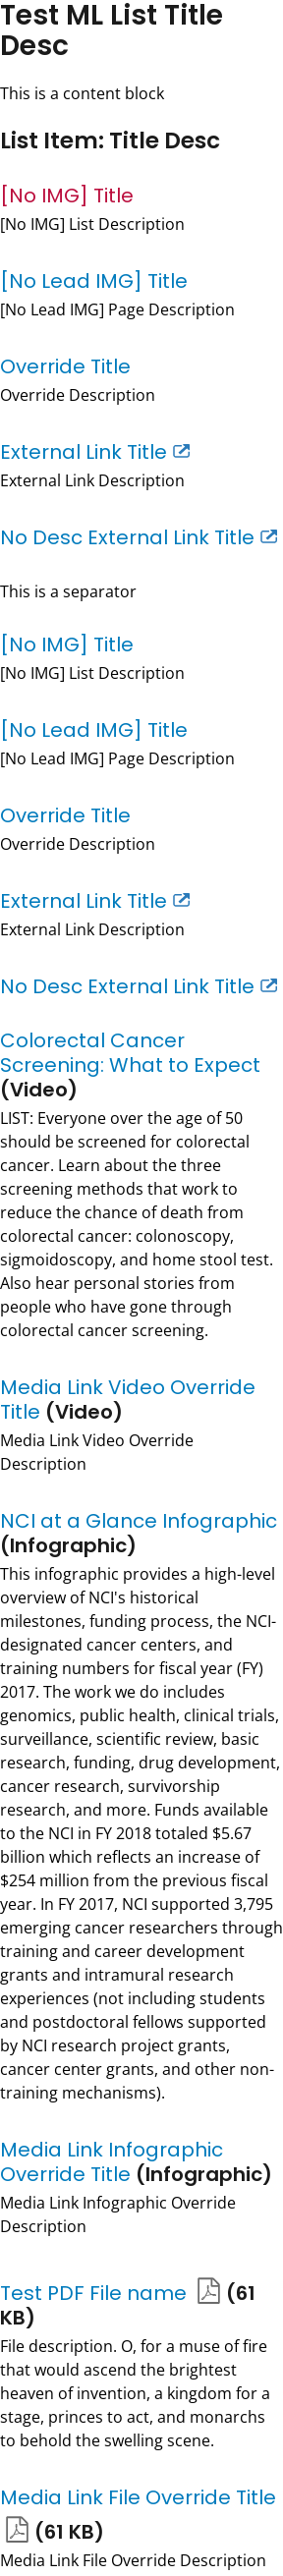 Test ML List Title
Desc
This is a content block
List Item: Title Desc
[No IMG] Title
[No IMG] List Description
[No Lead IMG] Title
[No Lead IMG] Page Description
Override Title
Override Description
External Link Title
External Link Description
No Desc External Link Title
This is a separator
[No IMG] Title
[No IMG] List Description
[No Lead IMG] Title
[No Lead IMG] Page Description
Override Title
Override Description
External Link Title
External Link Description
No Desc External Link Title
Colorectal Cancer
Screening: What to Expect
(Video)
LIST: Everyone over the age of 50
should be screened for colorectal
cancer. Learn about the three
screening methods that work to
reduce the chance of death from
colorectal cancer: colonoscopy,
sigmoidoscopy, and home stool test.
Also hear personal stories from
people who have gone through
colorectal cancer screening.
Media Link Video Override
Title (Video)
Media Link Video Override
Description
NCI at a Glance Infographic
(Infographic)
This infographic provides a high-level
overview of NCI's historical
milestones, funding process, the NCI-
designated cancer centers, and
training numbers for fiscal year (FY)
2017. The work we do includes
genomics, public health, clinical trials,
surveillance, scientific review, basic
research, funding, drug development,
cancer research, survivorship
research, and more. Funds available
to the NCI in FY 2018 totaled $5.67
billion which reflects an increase of
$254 million from the previous fiscal
year. In FY 2017, NCI supported 3,795
emerging cancer researchers through
training and career development
grants and intramural research
experiences (not including students
and postdoctoral fellows supported
by NCI research project grants,
cancer center grants, and other non-
training mechanisms).
Media Link Infographic
Override Title (Infographic)
Media Link Infographic Override
Description
Test PDF File name (61
KB)
File description. O, for a muse of fire
that would ascend the brightest
heaven of invention, a kingdom for a
stage, princes to act, and monarchs
to behold the swelling scene.
Media Link File Override Title
(61 KB)
Media Link File Override Description